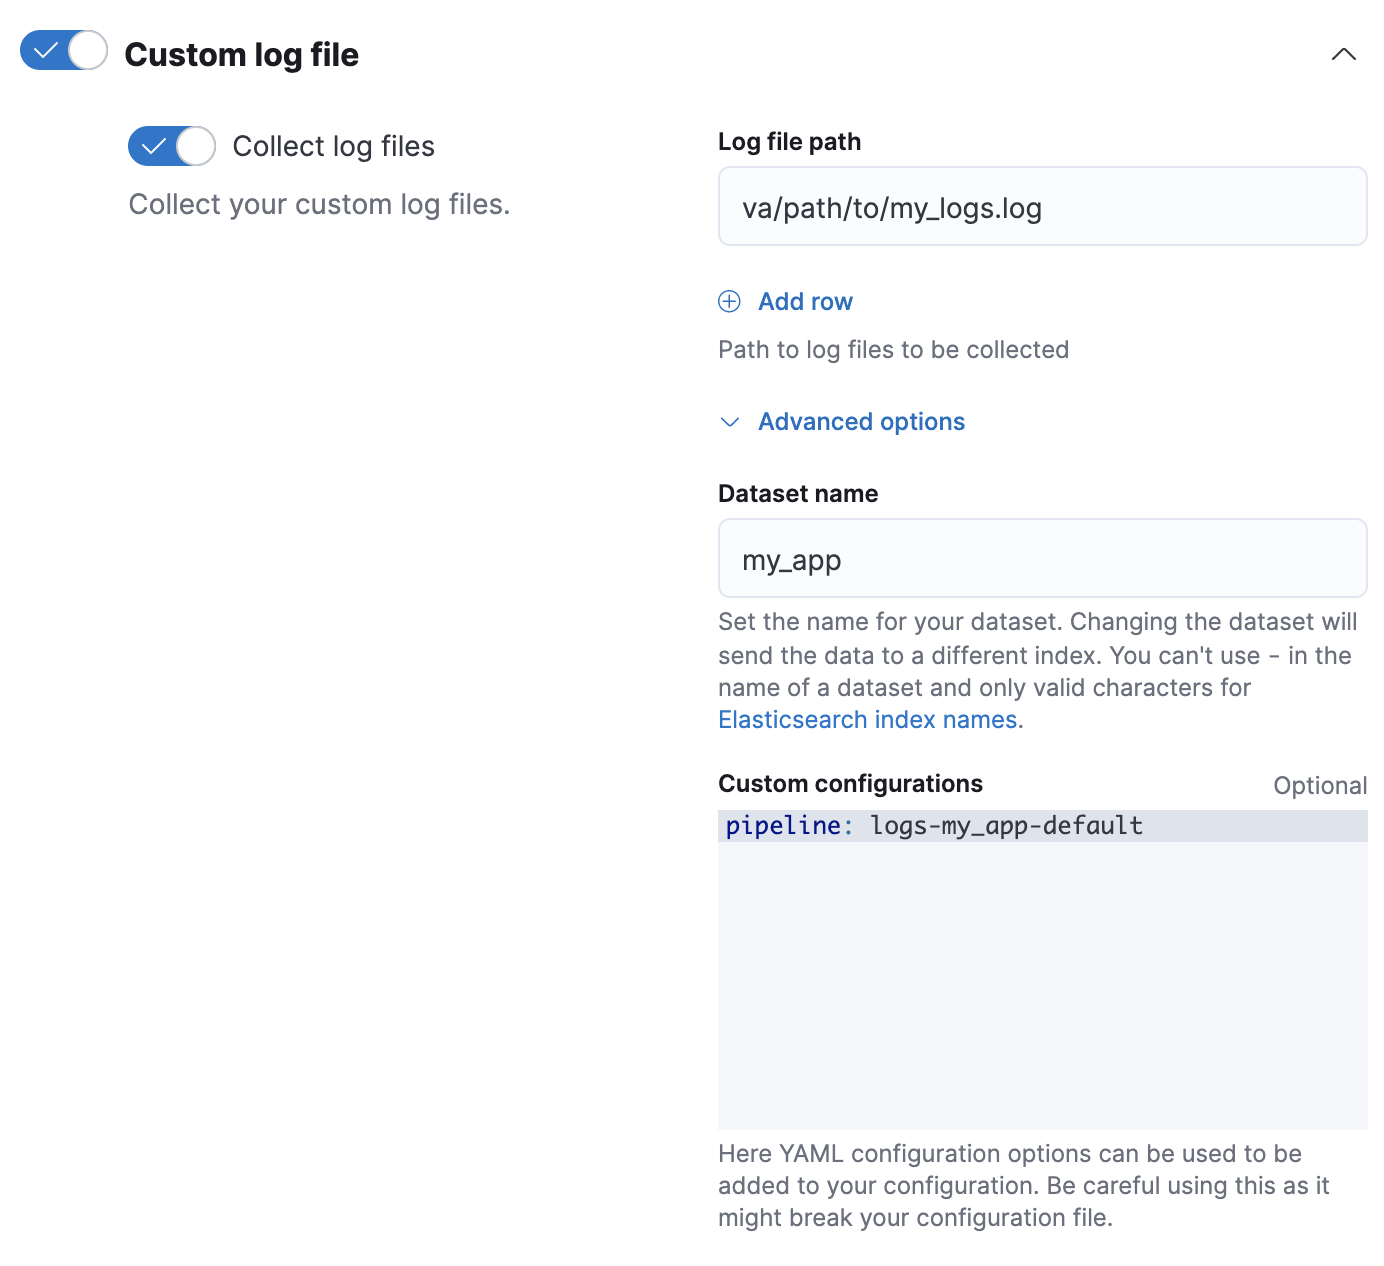 Custom log file
Collect log files
Collect your custom log files.
Log file path
va/path/to/my_logs.log
Add row
Path to log files to be collected
Advanced options
Dataset name
my_app
Set the name for your dataset. Changing the dataset will
send the data to a different index. You can't use - in the
name of a dataset and only valid characters for
Elasticsearch index names.
Custom configurations
Optional
pipeline: logs-my_app-default
Here YAML configuration options can be used to be
added to your configuration. Be careful using this as it
might break your configuration file.